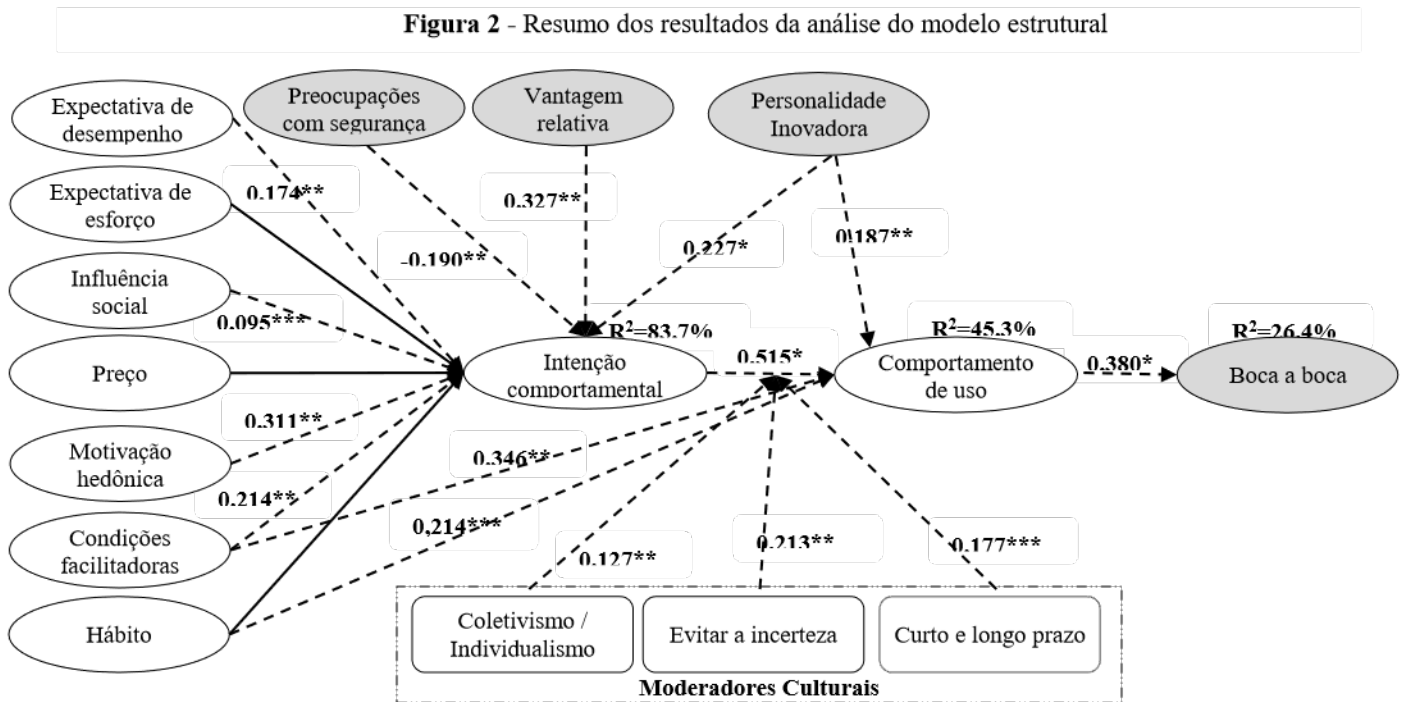 Figura 2 - Resumo dos resultados da análise do modelo estrutural
Expectativa de
desempenho
Preocupações
com segurança
Vantagem
relativa
Personalidade
Inovadora
Expectativa de
esforço
0.174**
0.327**
-0.190**
0.227*
0.187**
Influência
social
0.095***
R²=83.7%
R²=45.3%
R²=26.4%
Preço
Intenção
comportamental
0.515*
Comportamento
de uso
0.380*
Boca a boca
Motivação
hedônica
0.311**
0.346**
0.214**
0,214***
Condições
facilitadoras
0.127**
0.213**
0.177***
Hábito
Coletivismo /
Individualismo
Evitar a incerteza
Curto e longo prazo
Moderadores Culturais